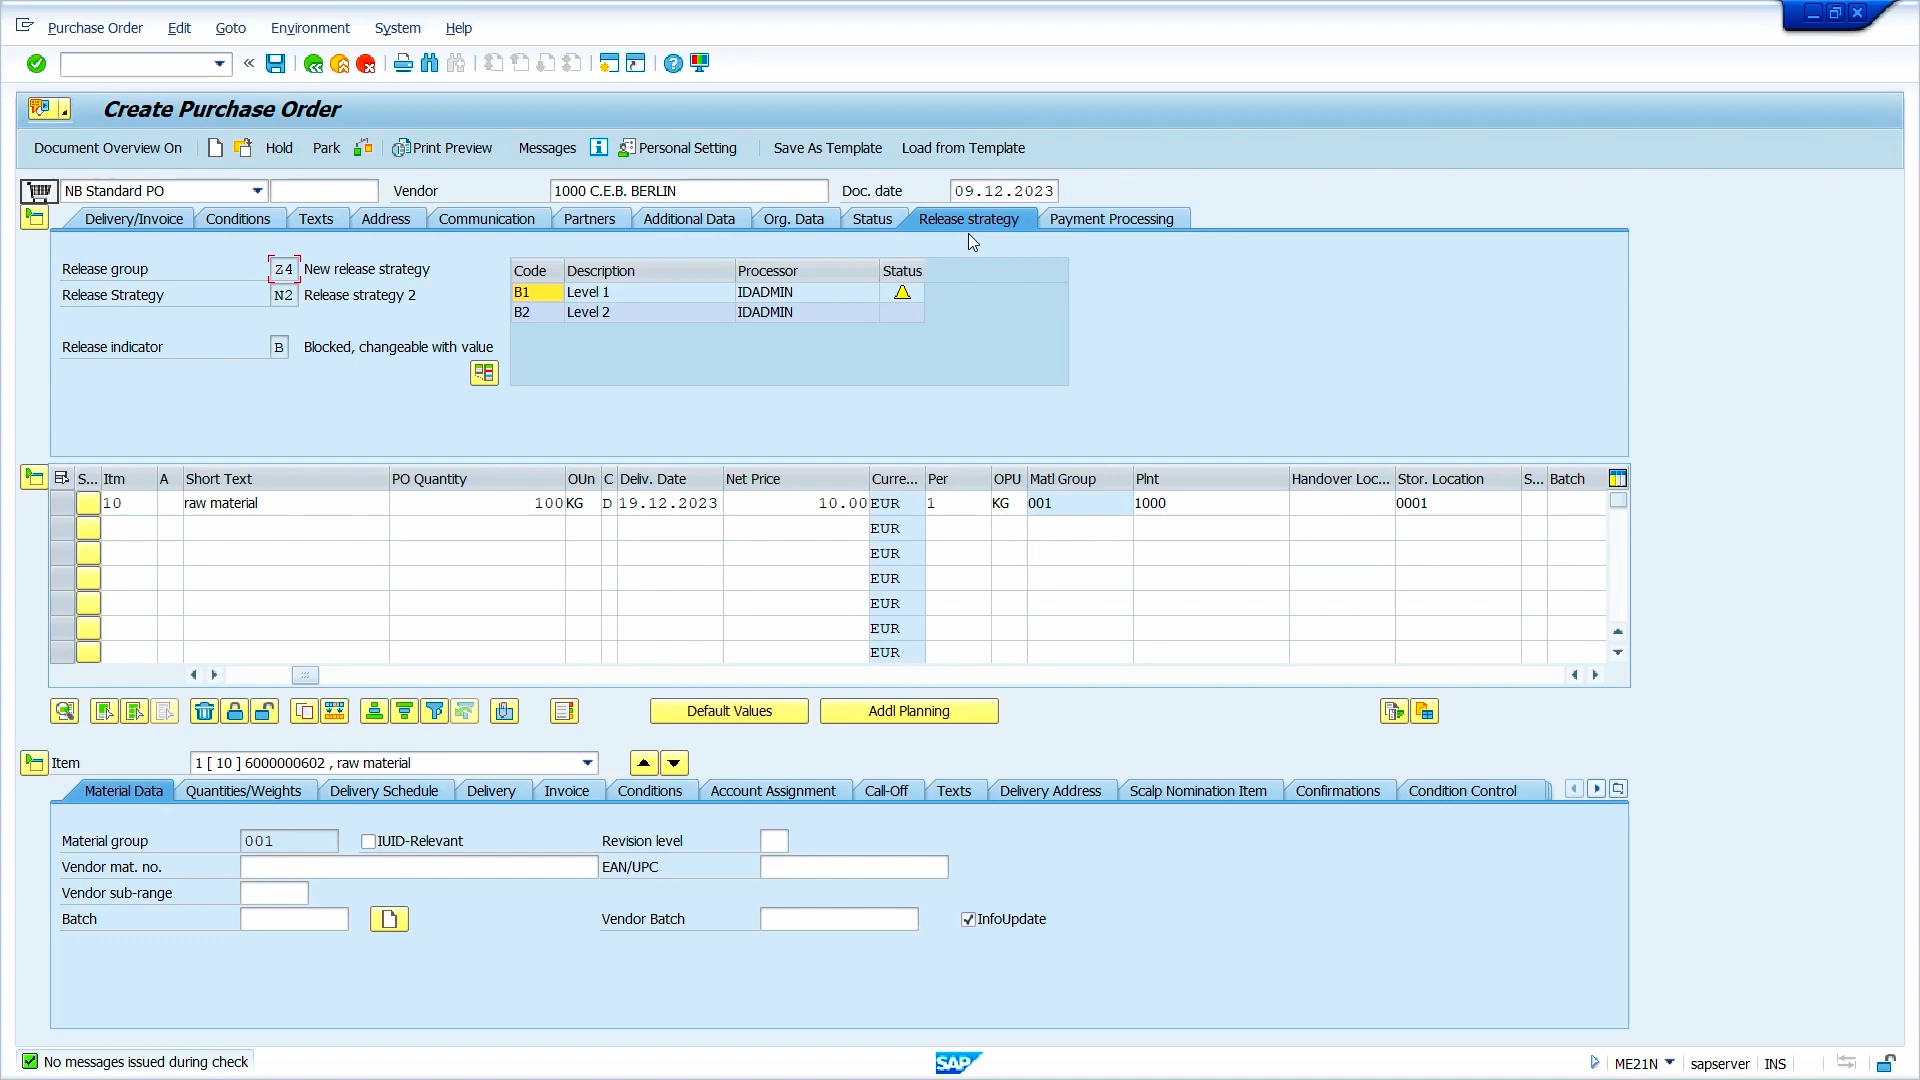 Purchase Order Edit Goto Environment System Help
Create Purchase Order
Document Overview On Hold Park Print Preview Messages Personal Setting Save As Template Load from Template
NB Standard PO Vendor 1000 C.E.B. BERLIN Doc. date 09.12.2023
Delivery/Invoice Conditions Texts Address Communication Partners Additional Data Org. Data Status Release strategy Payment Processing
Release group Z4 New release strategy
Release Strategy N2 Release strategy 2
Release indicator B Blocked, changeable with value
Code Description Processor Status
B1 Level 1 IDADMIN
B2 Level 2 IDADMIN
S... Itm A Short Text PO Quantity OUn C Deliv. Date Net Price Curre... Per OPU Matl Group Plnt Handover Loc... Stor. Location S... Batch
10 raw material 100 KG D 19.12.2023 10.00 EUR 1 KG 001 1000 0001
EUR
EUR
EUR
EUR
EUR
EUR
Default Values Addl Planning
Item 1 [ 10 ] 6000000602 , raw material
Material Data Quantities/Weights Delivery Schedule Delivery Invoice Conditions Account Assignment Call-Off Texts Delivery Address Scalp Nomination Item Confirmations Condition Control
Material group 001 IUID-Relevant Revision level
Vendor mat. no. EAN/UPC
Vendor sub-range
Batch Vendor Batch InfoUpdate
No messages issued during check SAP ME21N sapserver INS